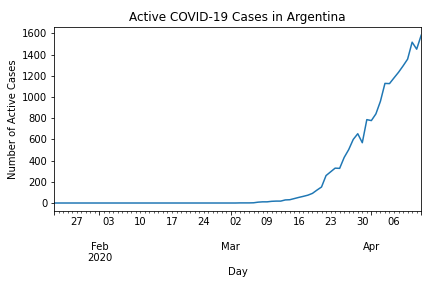 Active COVID-19 Cases in Argentina
Number of Active Cases
1600
1400
1200
1000
800
600
400
200
0
27 03 10 17 24 02 09 16 23 30 06
Feb Mar Apr
2020
Day